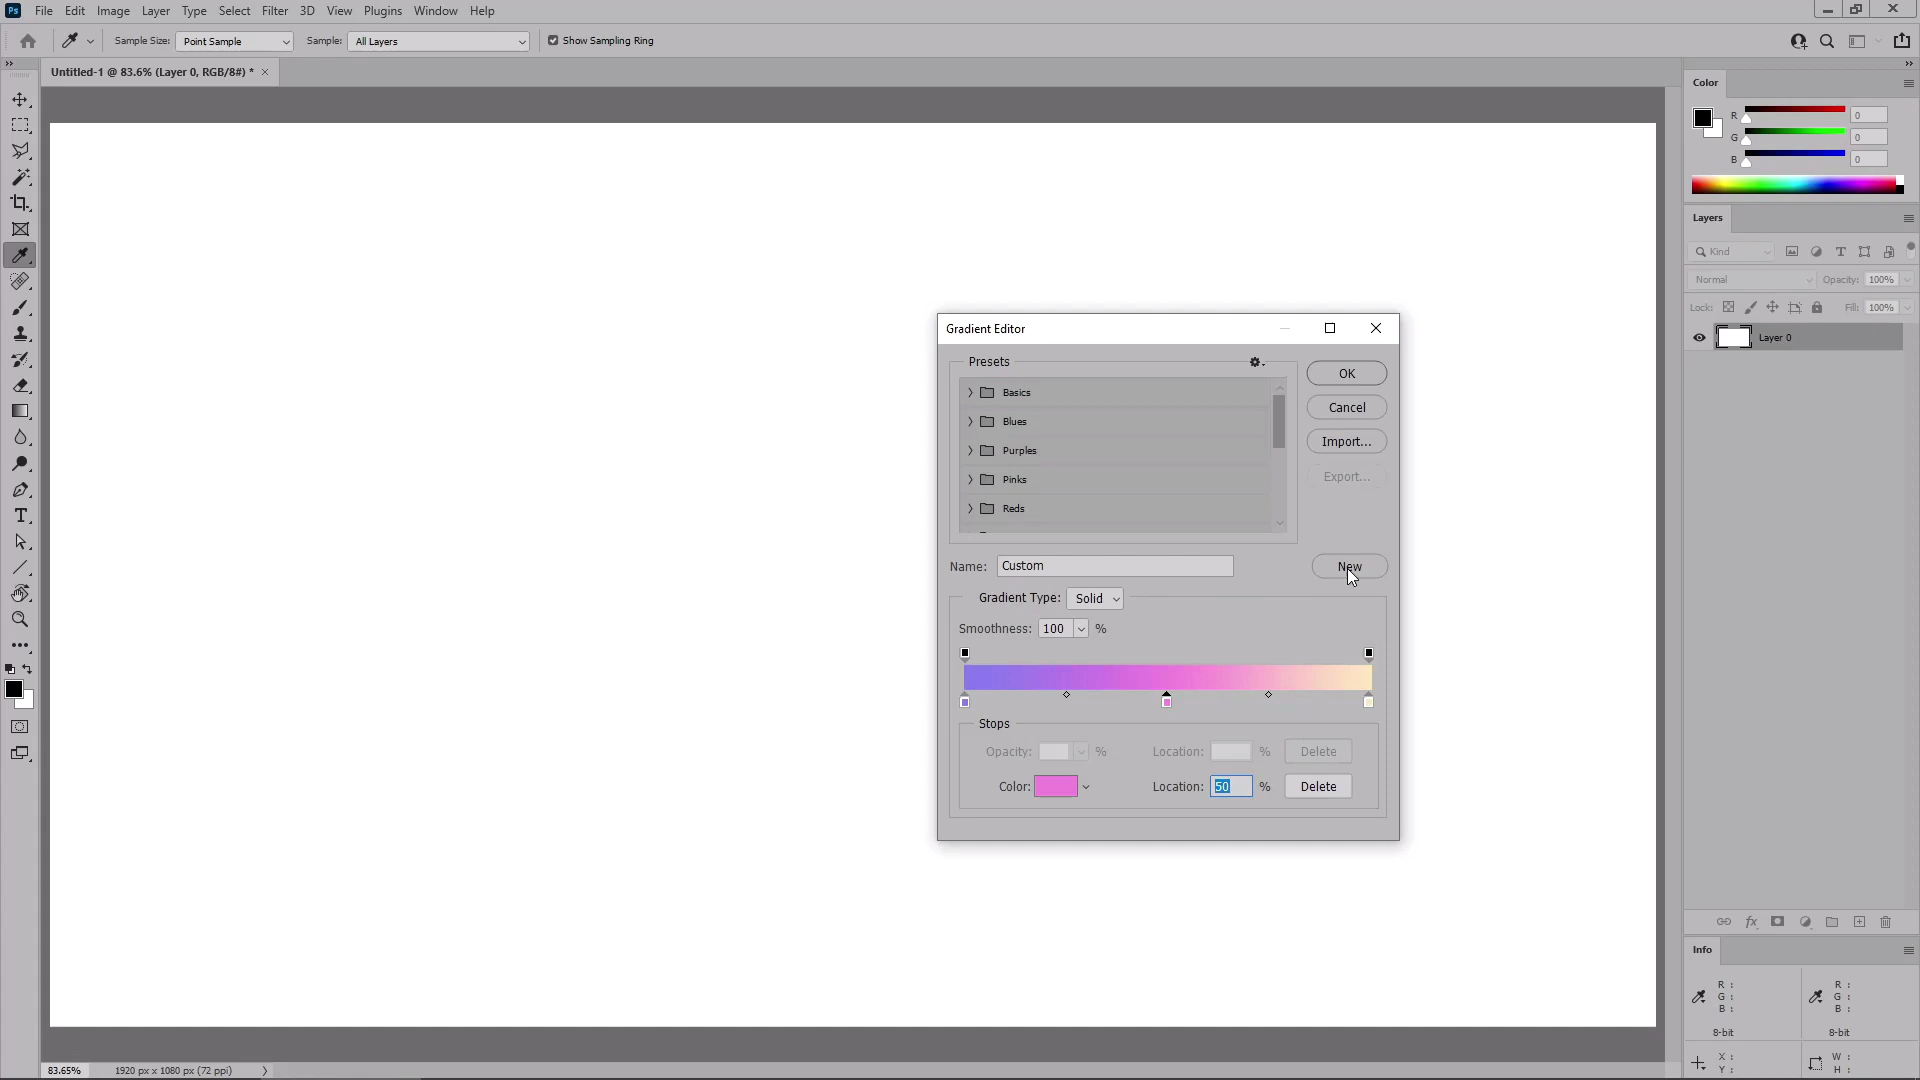 Ps File Edit Image Layer Type Select Filter 3D View Plugins Window Help
Sample Size: Point Sample Sample: All Layers Show Sampling Ring
Untitled-1 @ 83.6% (Layer 0, RGB/8#) * ×
Color
R 0
G 0
B 0
Layers
Kind
Normal Opacity: 100%
Lock: Fill: 100%
Layer 0
Gradient Editor
Presets
Basics
Blues
Purples
Pinks
Reds
OK
Cancel
Import...
Export...
Name: Custom New
Gradient Type: Solid
Smoothness: 100 %
Stops
Opacity: % Location: % Delete
Color: Location: 50 % Delete
fx
Info
R : R :
G : G :
B : B :
8-bit 8-bit
X : W :
Y : H :
83.65% 1920 px x 1080 px (72 ppi)